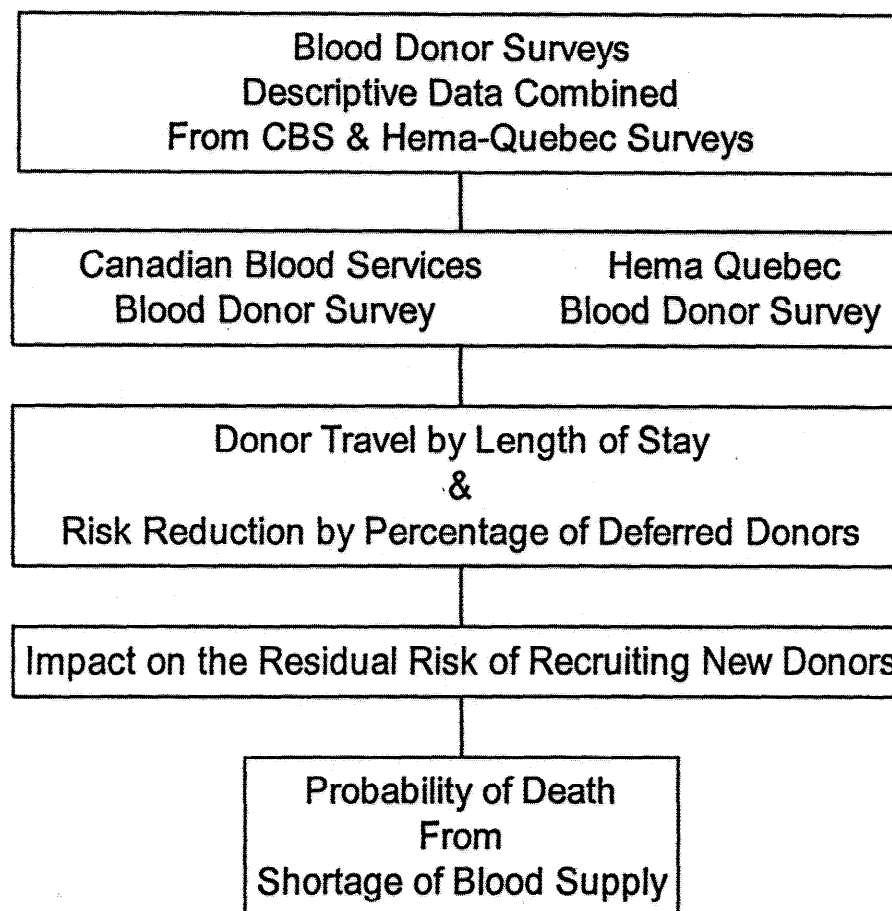 Blood Donor Surveys
Descriptive Data Combined
From CBS & Hema-Quebec Surveys
Canadian Blood Services Hema Quebec
Blood Donor Survey Blood Donor Survey
Donor Travel by Length of Stay
&
Risk Reduction by Percentage of Deferred Donors
Impact on the Residual Risk of Recruiting New Donors
Probability of Death
From
Shortage of Blood Supply